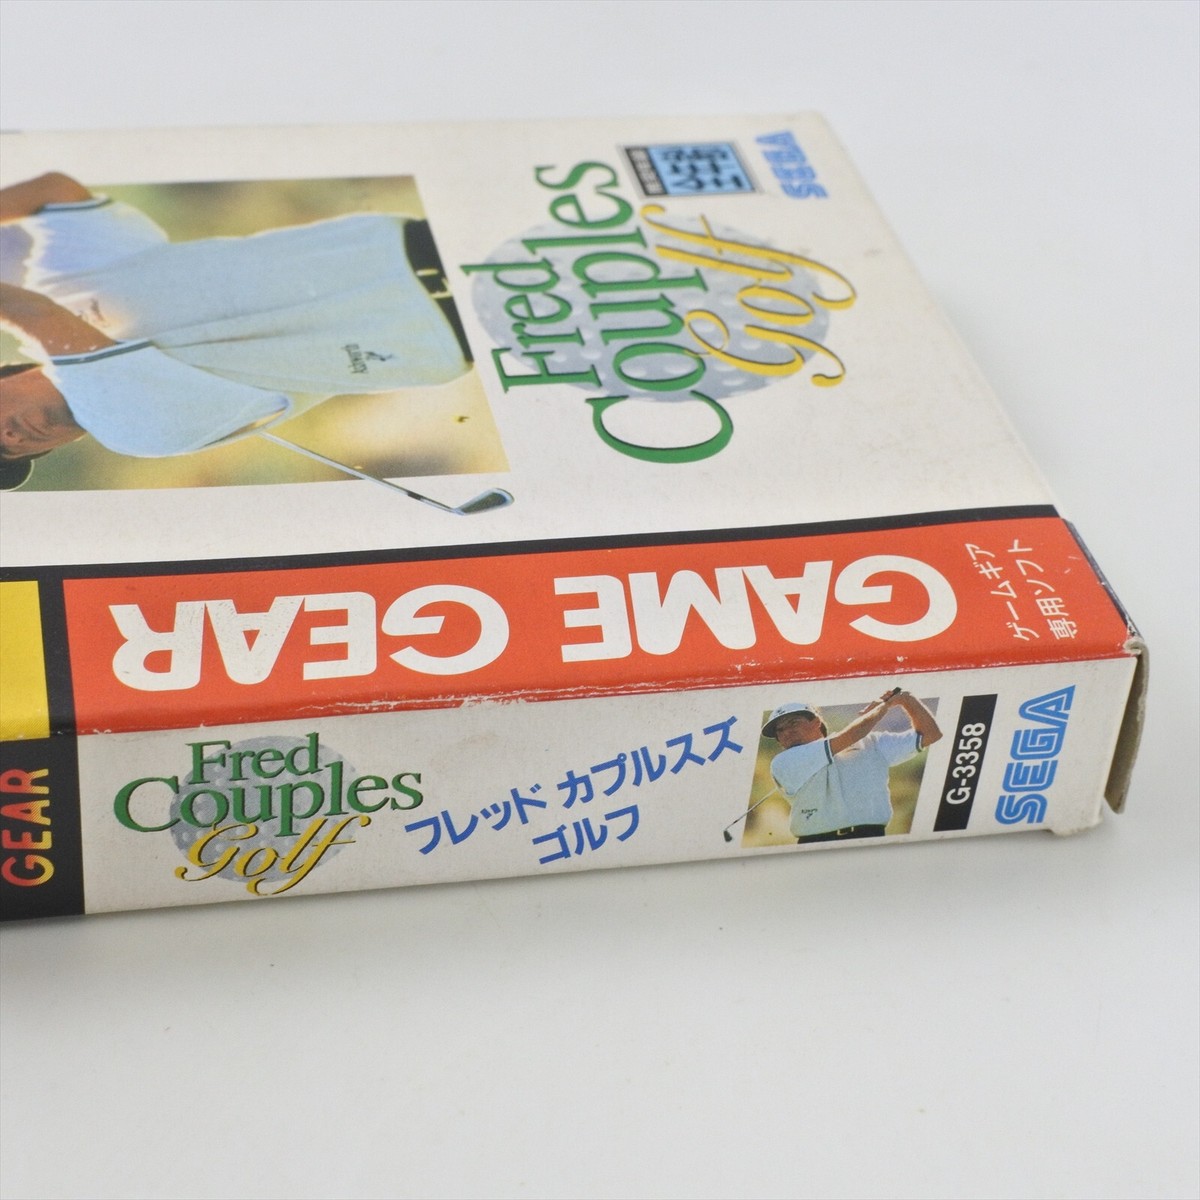 SEGA
Fred
Couples
Golf
Ashworth
GAME GEAR
ゲームギア
専用ソフト
GEAR
Fred
Couples
Golf
フレッド カプルスズ
ゴルフ
G-3358
SEGA